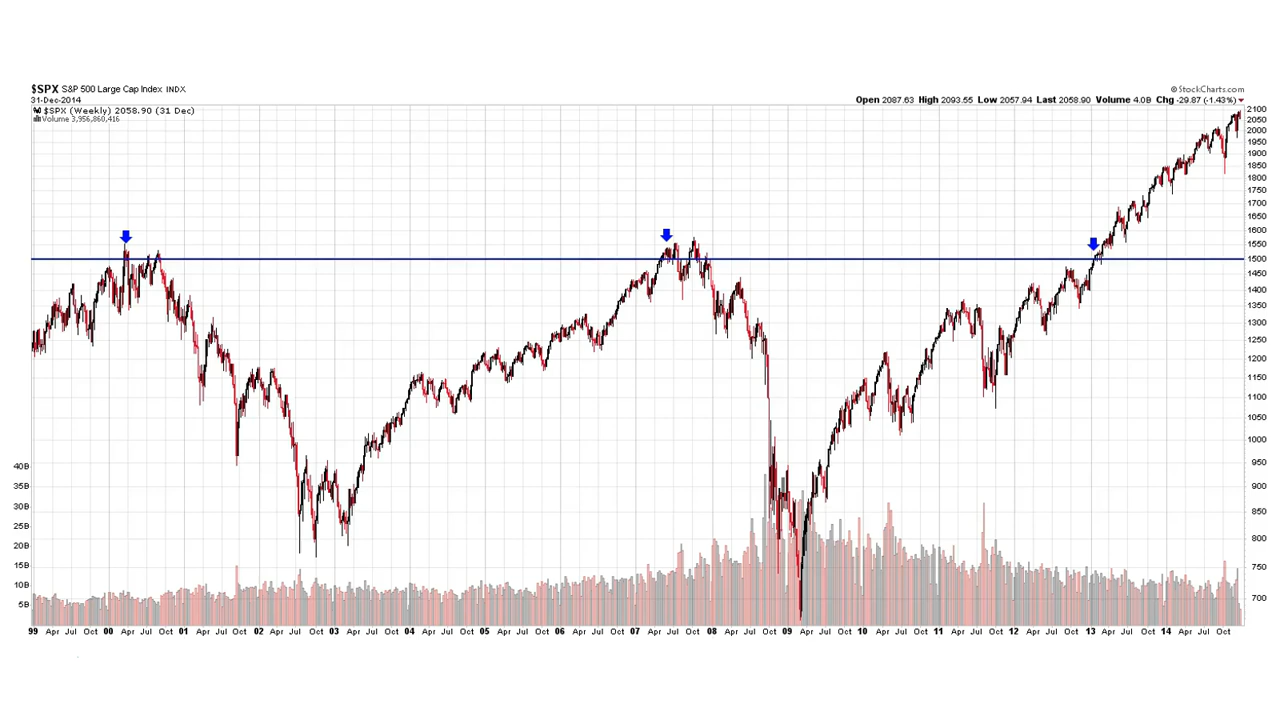 $SPX S&P 500 Large Cap Index INDX
© StockCharts.com
31-Dec-2014
Open 2087.63 High 2093.55 Low 2057.94 Last 2058.90 Volume 4.0B Chg -29.87 (-1.43%)
$SPX (Weekly) 2058.90 (31 Dec)
Volume 3,956,860,416
2100
2050
2000
1950
1900
1850
1800
1750
1700
1650
1600
1550
1500
1450
1400
1350
1300
1250
1200
1150
1100
1050
1000
950
900
850
800
750
700
40B
35B
30B
25B
20B
15B
10B
5B
99 Apr Jul Oct 00 Apr Jul Oct 01 Apr Jul Oct 02 Apr Jul Oct 03 Apr Jul Oct 04 Apr Jul Oct 05 Apr Jul Oct 06 Apr Jul Oct 07 Apr Jul Oct 08 Apr Jul Oct 09 Apr Jul Oct 10 Apr Jul Oct 11 Apr Jul Oct 12 Apr Jul Oct 13 Apr Jul Oct 14 Apr Jul Oct